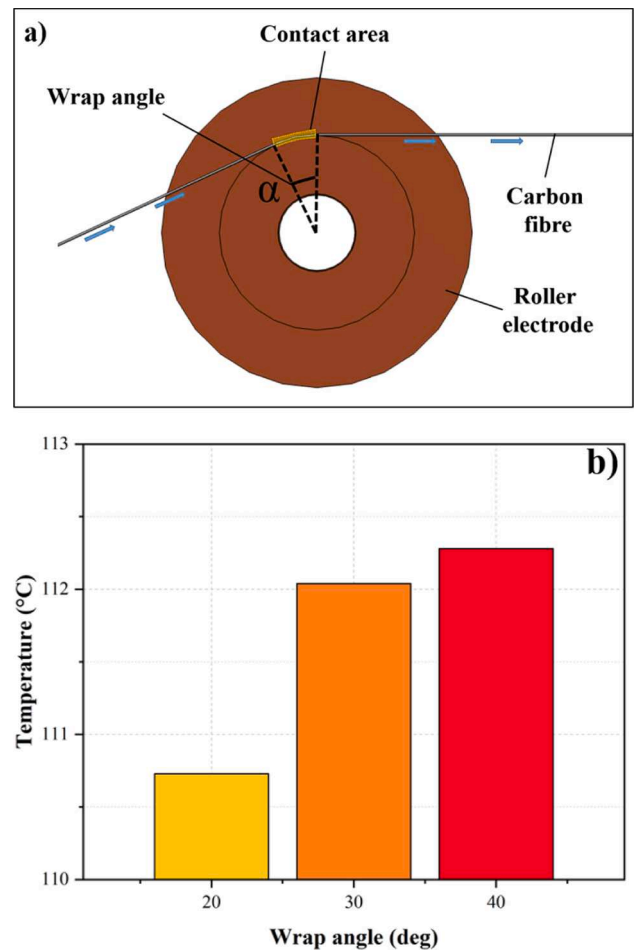 a)
Contact area
Wrap angle
α
Carbon
fibre
Roller
electrode
b)
113
112
111
110
Temperature (°C)
20 30 40
Wrap angle (deg)